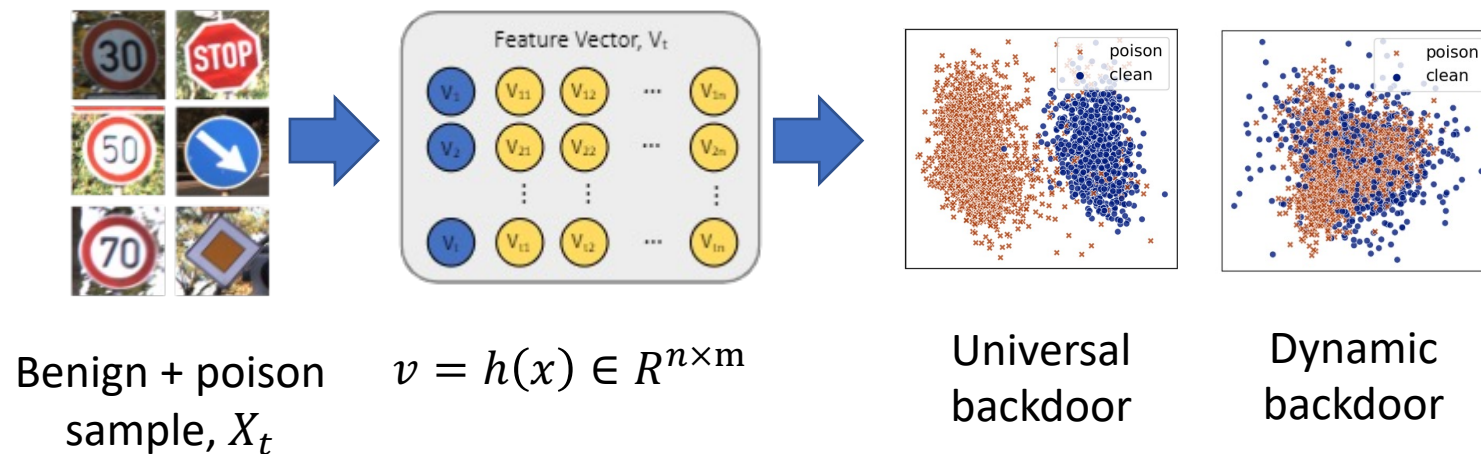 30
STOP
50
70
Feature Vector, Vₜ
V₁ V₁₁ V₁₂ ... V₁ₙ
V₂ V₂₁ V₂₂ ... V₂ₙ
⋮ ⋮ ⋮
Vₜ Vₜ₁ Vₜ₂ ... Vₜₙ
poison
clean
poison
clean
Benign + poison
sample, Xₜ
v = h(x) ∈ Rⁿˣᵐ
Universal
backdoor
Dynamic
backdoor